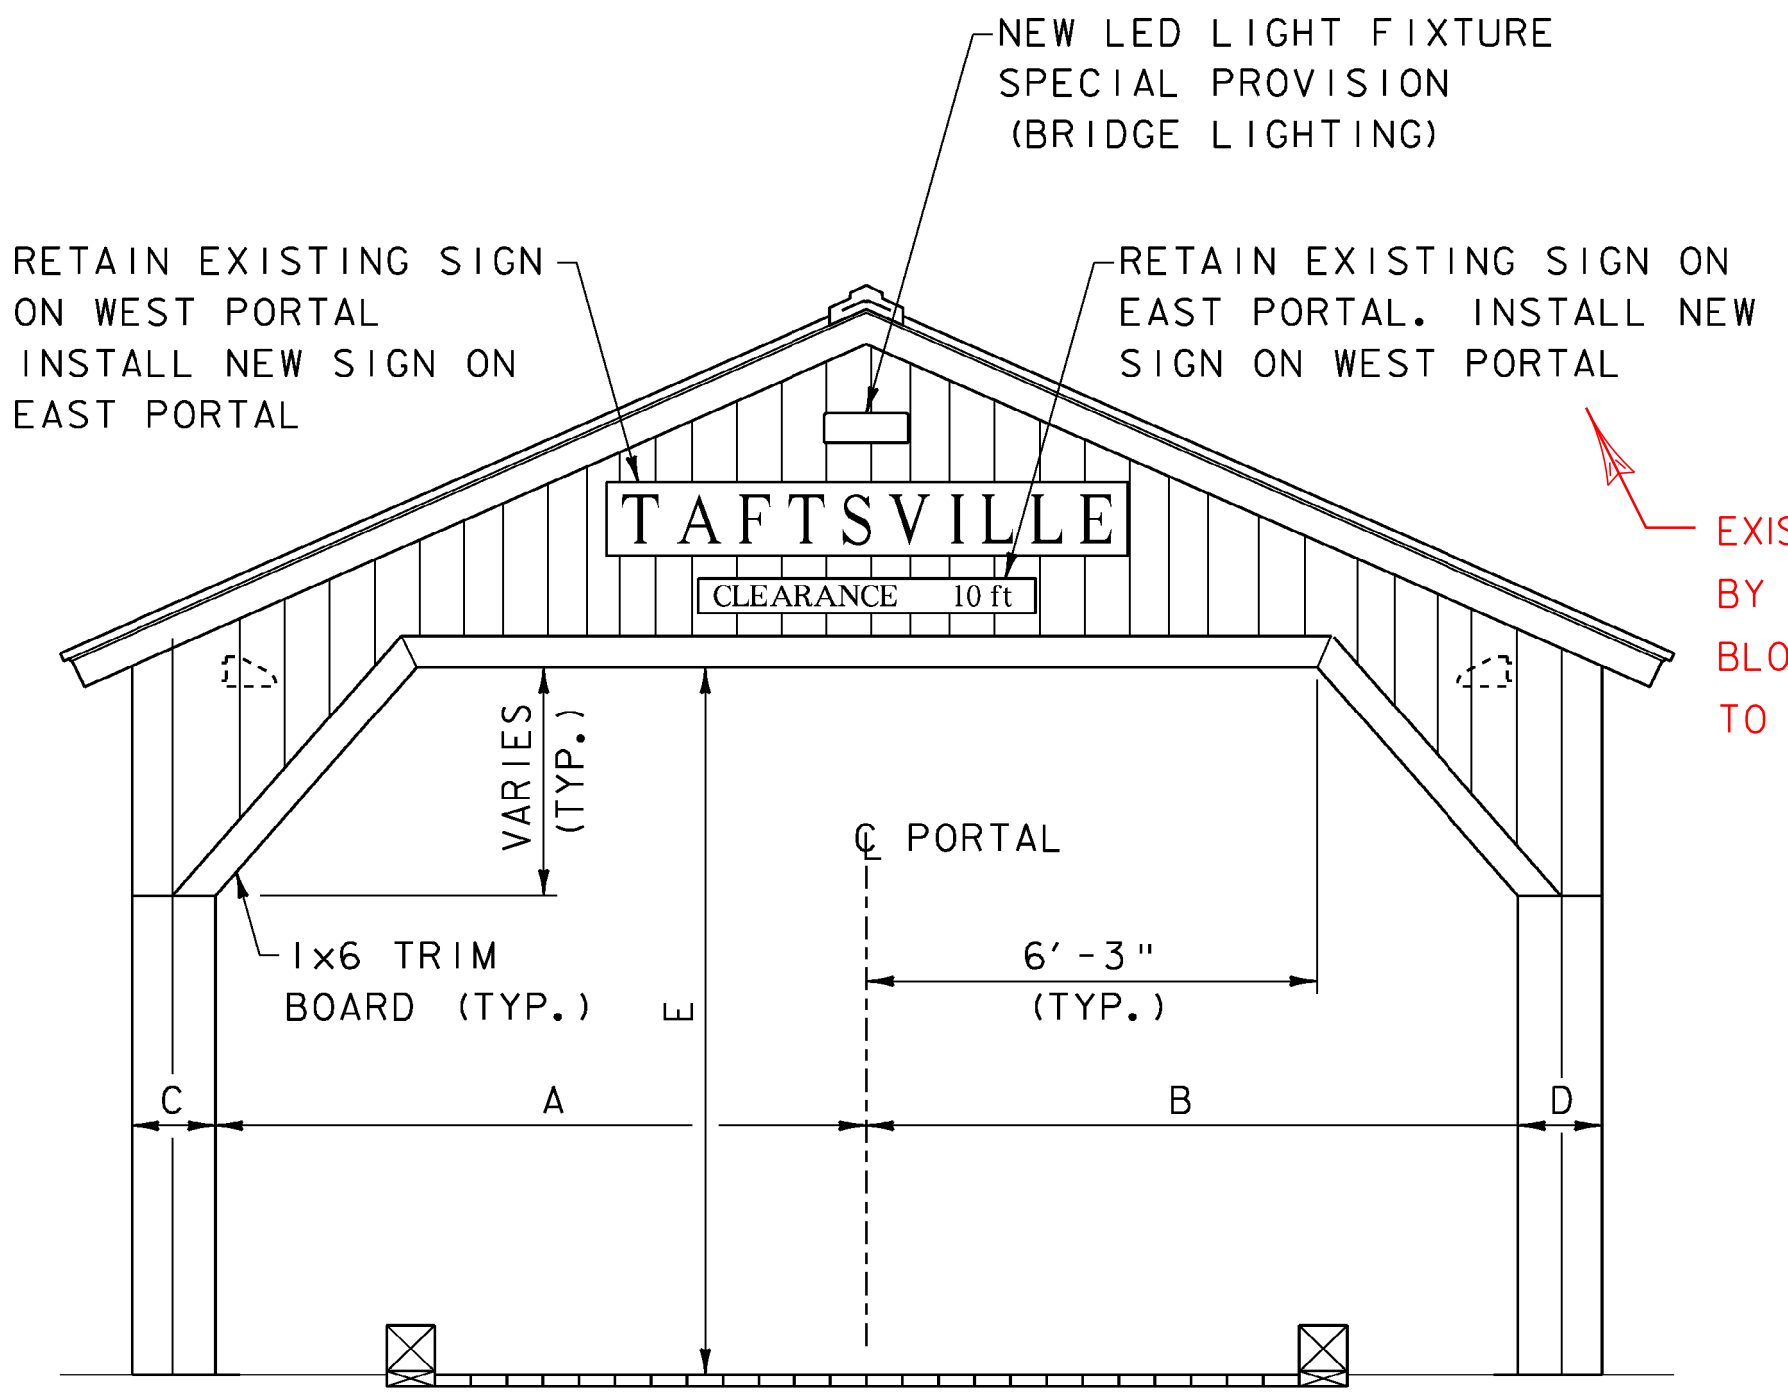 NEW LED LIGHT FIXTURE
SPECIAL PROVISION
(BRIDGE LIGHTING)
RETAIN EXISTING SIGN
ON WEST PORTAL
INSTALL NEW SIGN ON
EAST PORTAL
RETAIN EXISTING SIGN ON
EAST PORTAL. INSTALL NEW
SIGN ON WEST PORTAL
TAFTSVILLE
CLEARANCE 10 ft
BY
TO
VARIES
(TYP.)
℄ PORTAL
1x6 TRIM
BOARD (TYP.)
6'-3"
(TYP.)
E
C
A
B
D